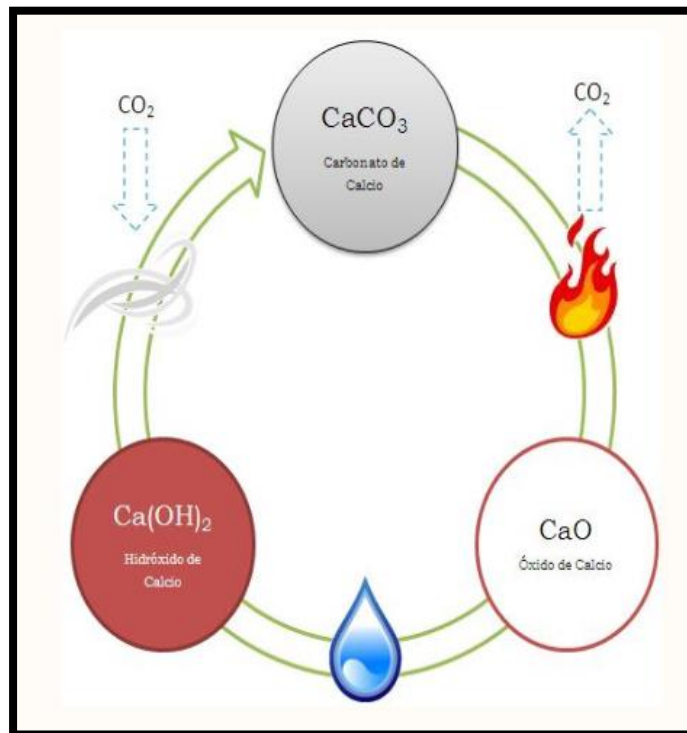 CO₂
CO₂
CaCO₃
Carbonato de
Calcio
Ca(OH)₂
Hidróxido de
Calcio
CaO
Óxido de Calcio